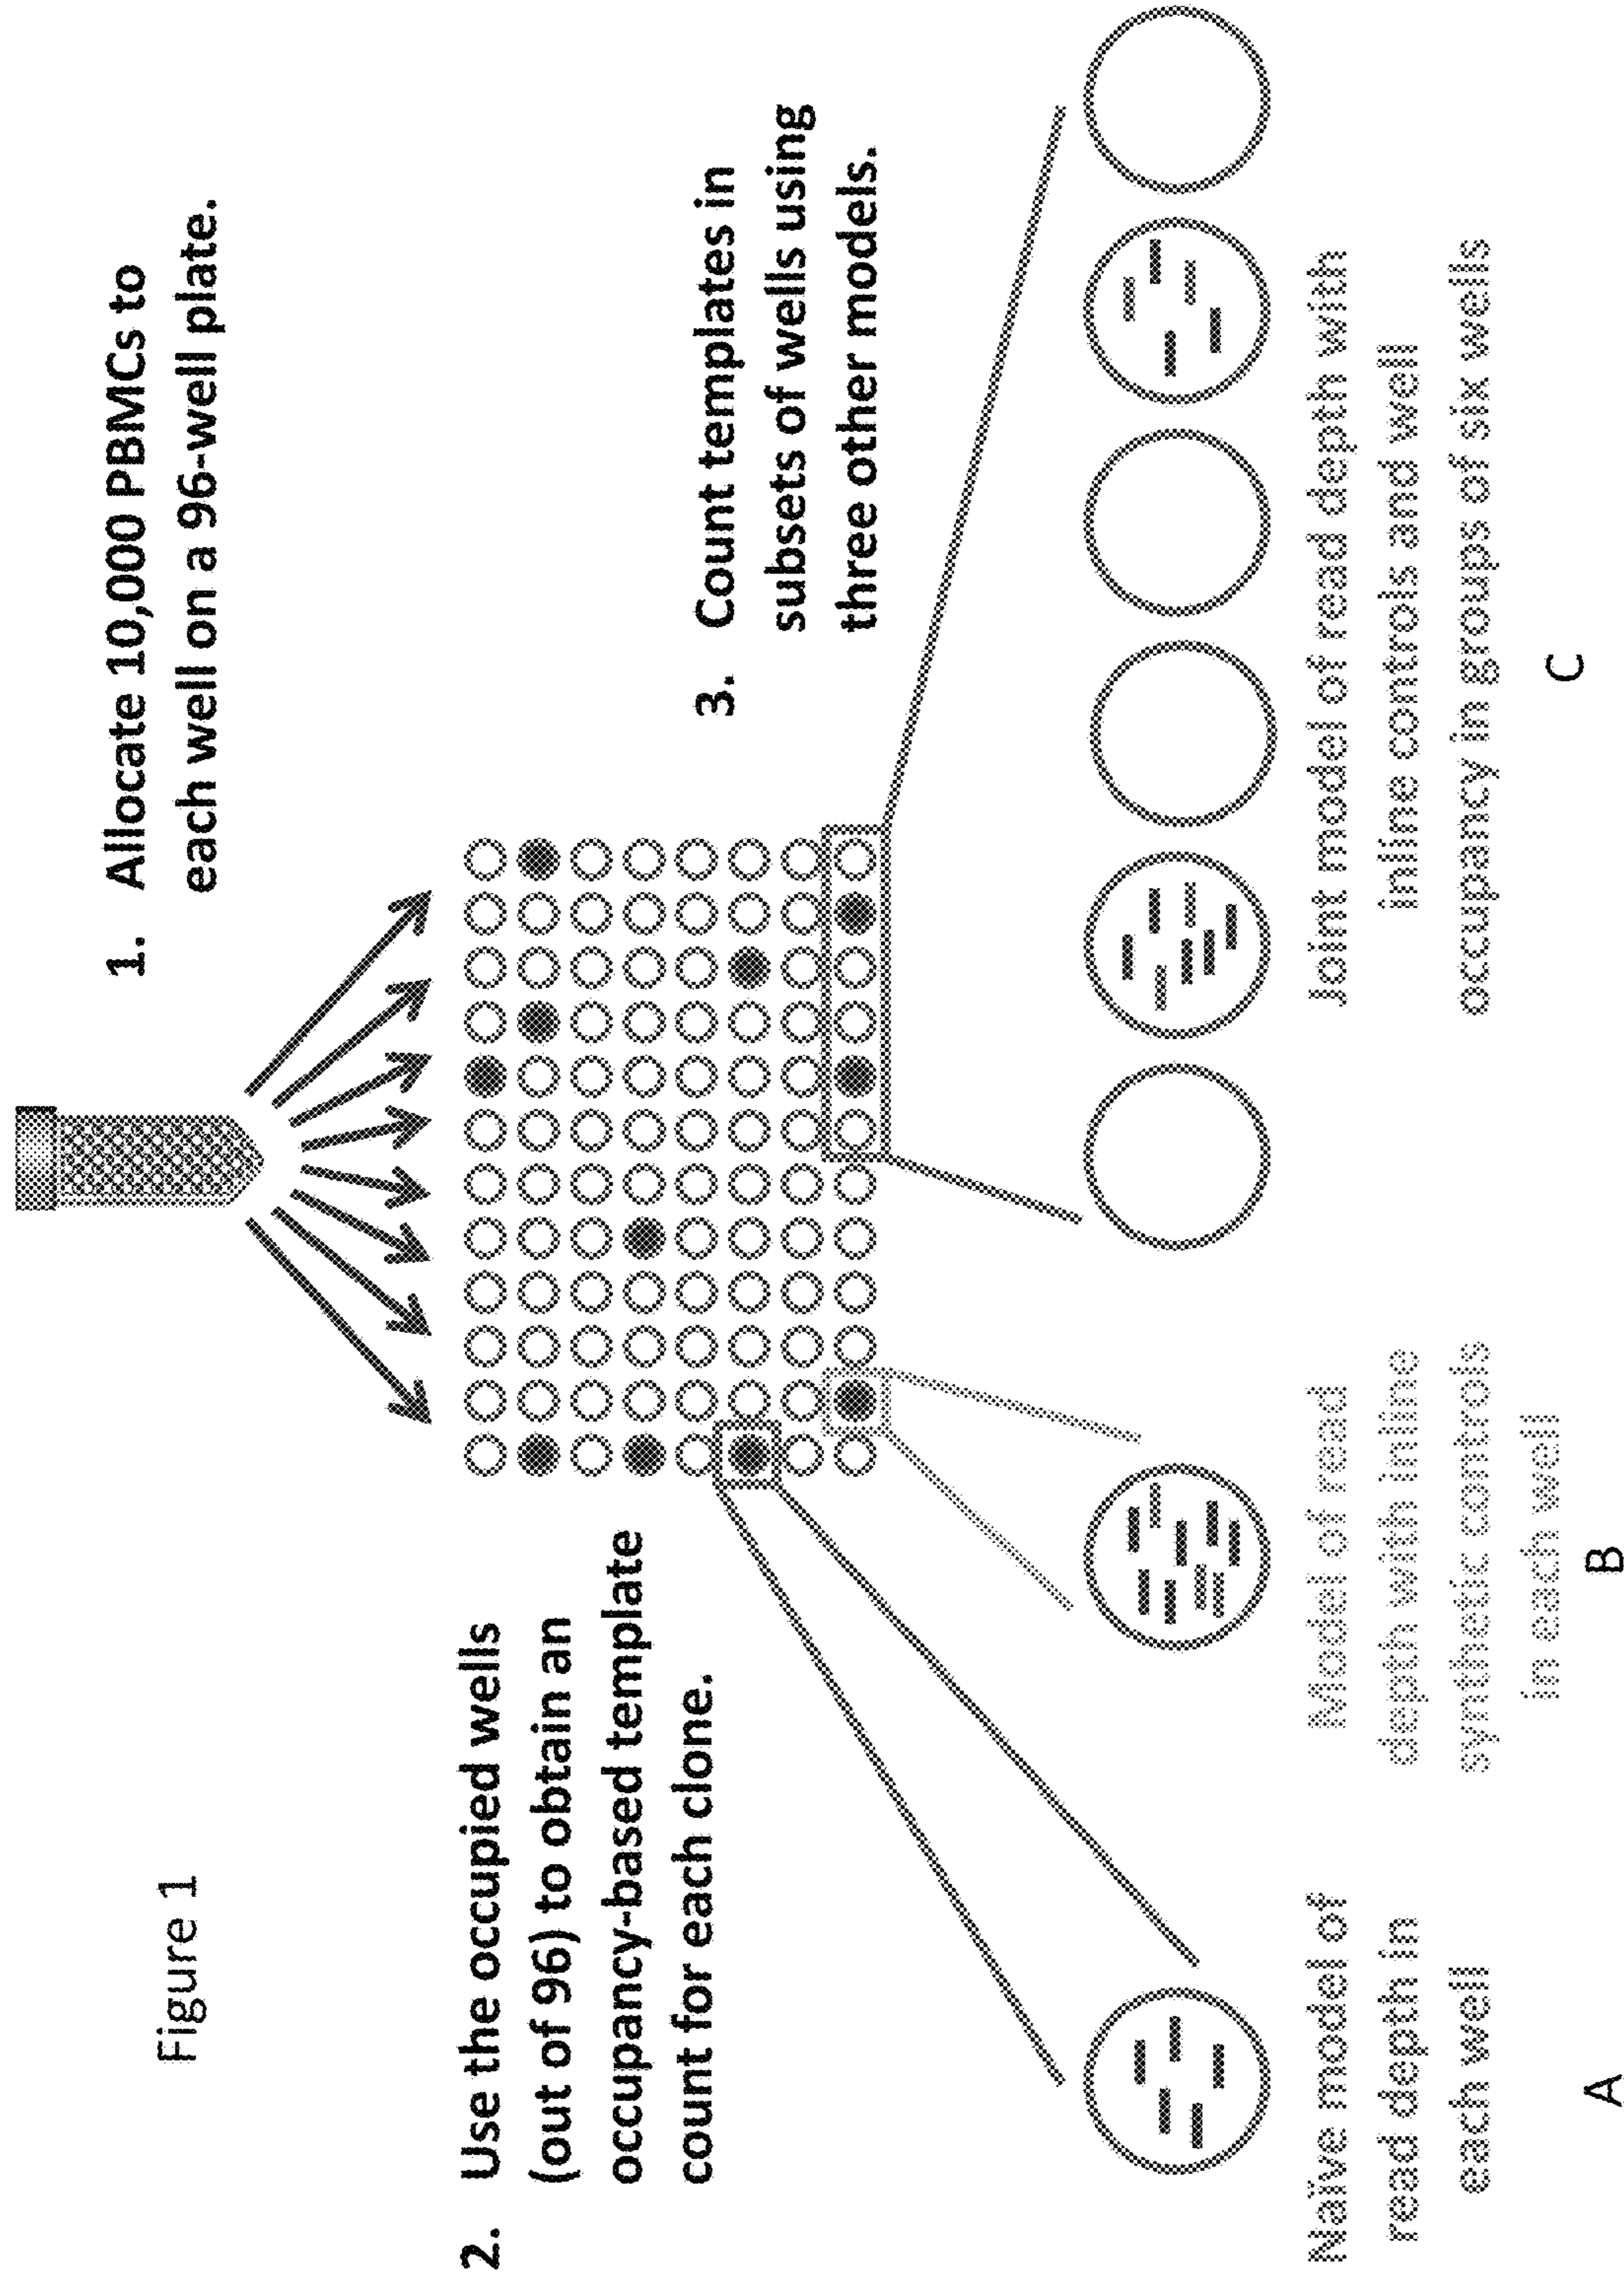 Figure 1
1. Allocate 10,000 PBMCs to
each well on a 96-well plate.
2. Use the occupied wells
(out of 96) to obtain an
occupancy-based template
count for each clone.
3. Count templates in
subsets of wells using
three other models.
Naïve model of
read depth in
each well
A
Model of read
depth with inline
synthetic controls
in each well
B
Joint model of read depth with
inline controls and well
occupancy in groups of six wells
C